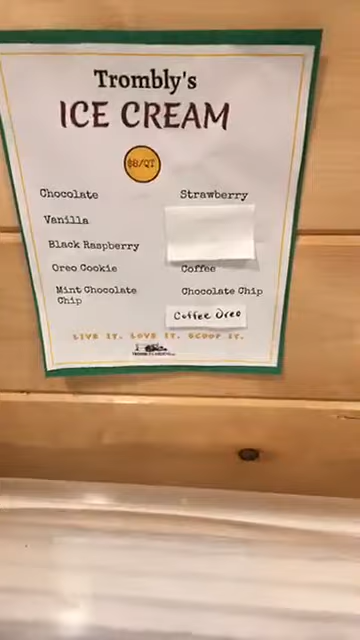 Trombly's
ICE CREAM
$8/QT
Chocolate
Vanilla
Black Raspberry
Oreo Cookie
Mint Chocolate
Chip
Strawberry
Coffee
Chocolate Chip
Coffee Oreo
LIVE IT. LOVE IT. SCOOP IT.